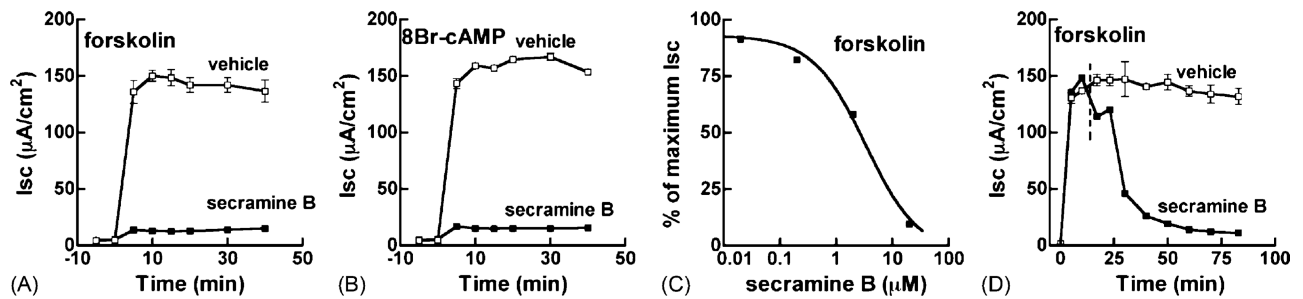 (A)
Isc (µA/cm²)
200
150
100
50
0
forskolin
vehicle
secramine B
-10 0 10 20 30 40 50
Time (min)
(B)
Isc (µA/cm²)
200
150
100
50
0
8Br-cAMP
vehicle
secramine B
-10 0 10 20 30 40 50
Time (min)
(C)
% of maximum Isc
100
75
50
25
0
forskolin
0.01 0.1 1 10 100
secramine B (µM)
(D)
Isc (µA/cm²)
200
150
100
50
0
forskolin
vehicle
secramine B
0 25 50 75 100
Time (min)